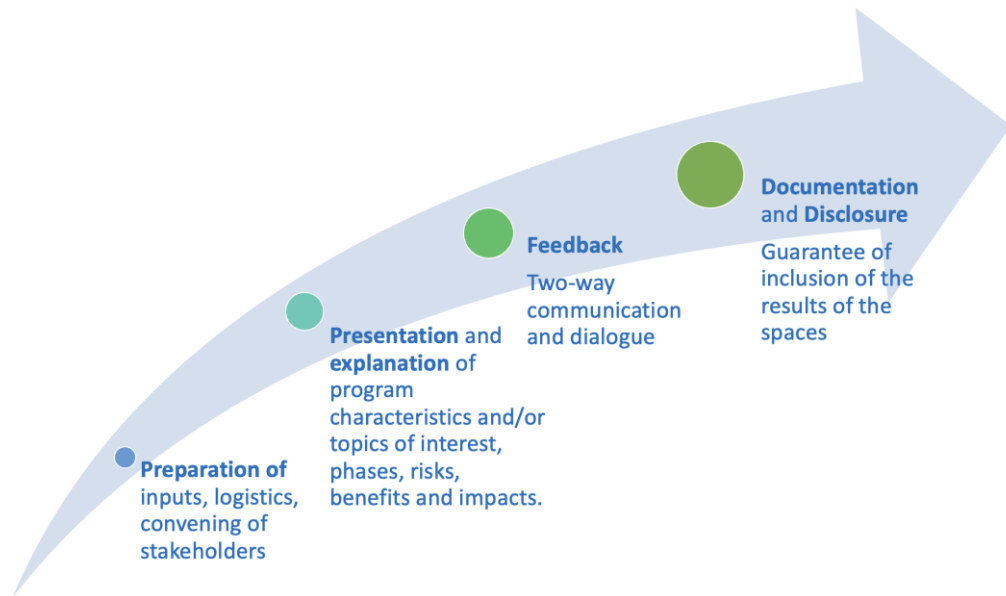 Preparation of
inputs, logistics,
convening of
stakeholders
Presentation and
explanation of
program
characteristics and/or
topics of interest,
phases, risks,
benefits and impacts.
Feedback
Two-way
communication
and dialogue
Documentation
and Disclosure
Guarantee of
inclusion of the
results of the
spaces